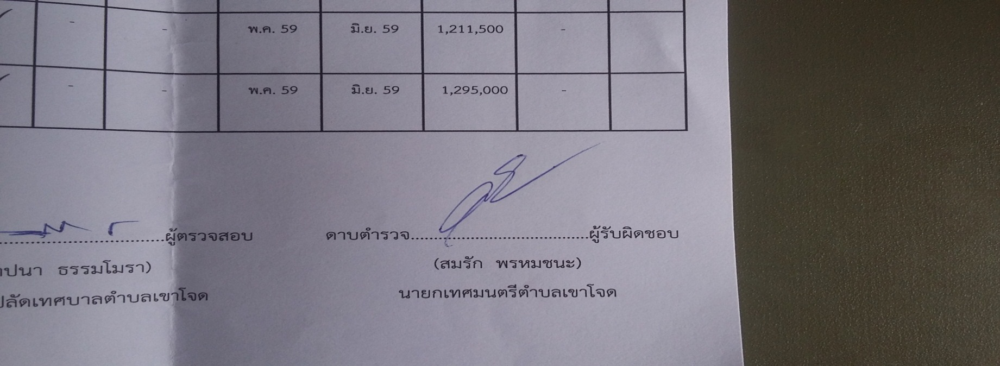 - - พ.ค. 59 มิ.ย. 59 1,211,500 -
- - พ.ค. 59 มิ.ย. 59 1,295,000 -
............................ผู้ตรวจสอบ ดาบตำรวจ.......................................ผู้รับผิดชอบ
ปนา ธรรมโมรา) (สมรัก พรหมชนะ)
ปลัดเทศบาลตำบลเขาโจด นายกเทศมนตรีตำบลเขาโจด